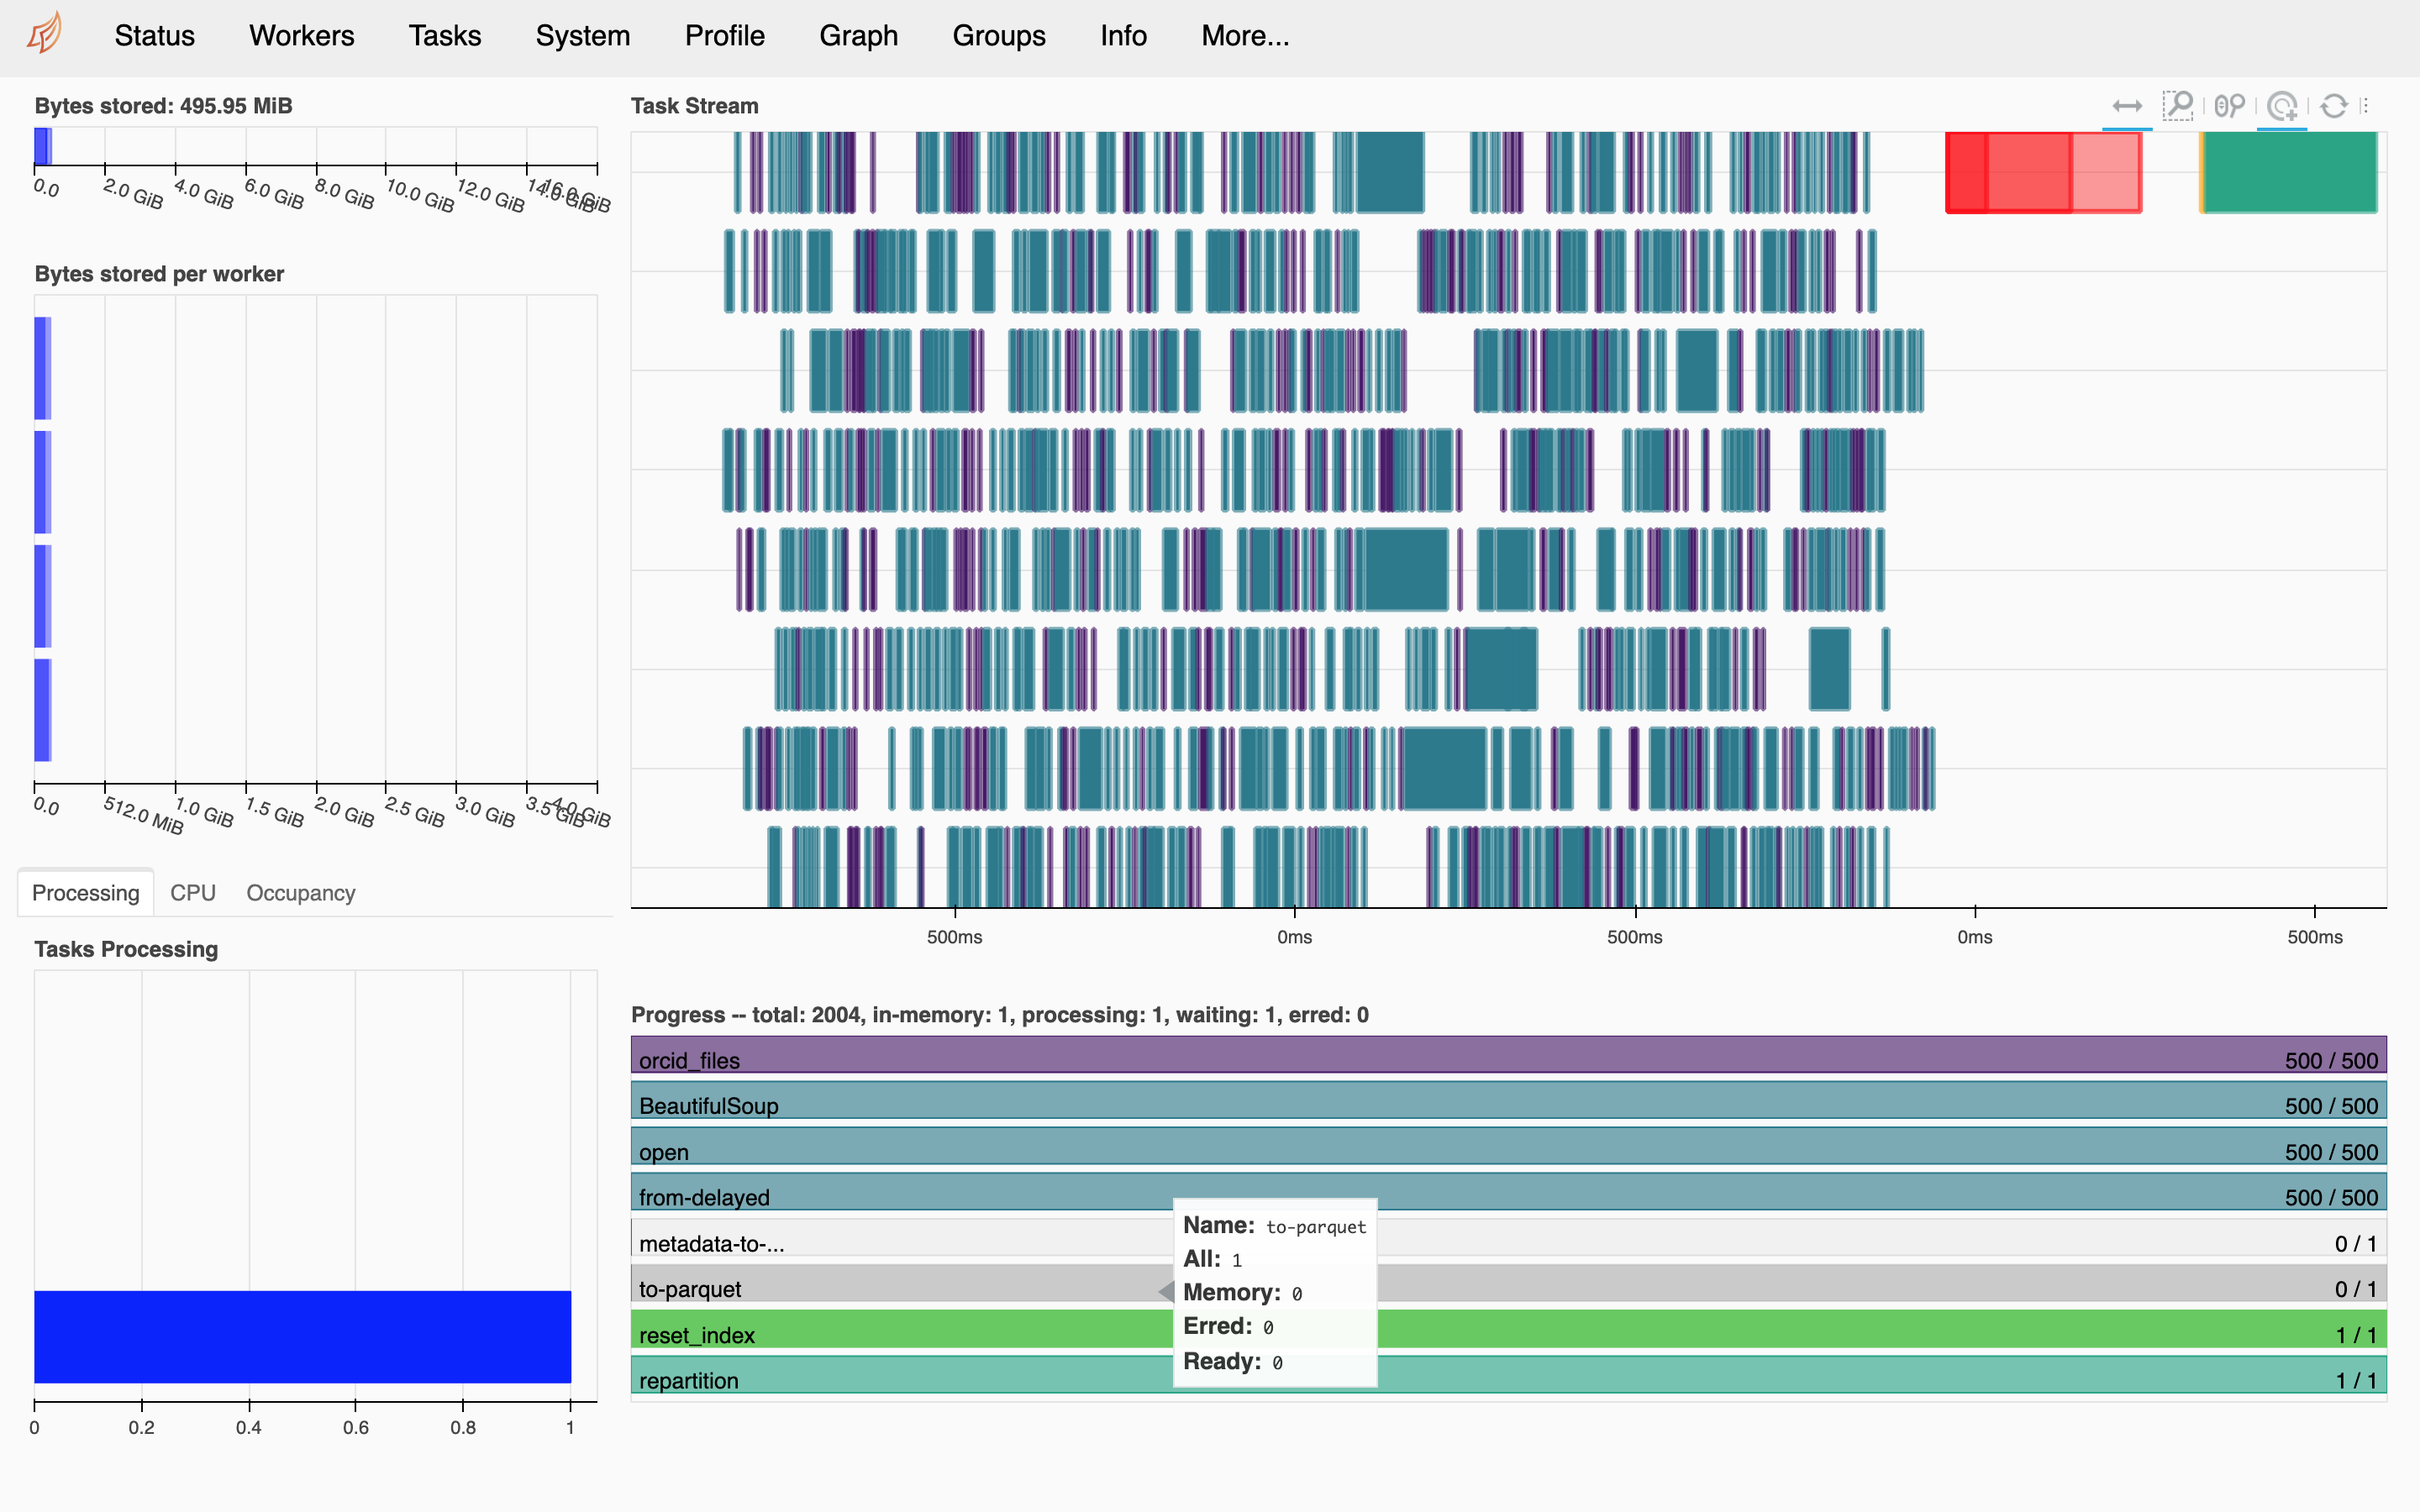 Status Workers Tasks System Profile Graph Groups Info More...
Bytes stored: 495.95 MiB
0.0 2.0 GiB 4.0 GiB 6.0 GiB 8.0 GiB 10.0 GiB 12.0 GiB 14.0 GiB 16.0 GiB
Bytes stored per worker
0.0 512.0 MiB 1.0 GiB 1.5 GiB 2.0 GiB 2.5 GiB 3.0 GiB 3.5 GiB 4.0 GiB
Processing CPU Occupancy
Tasks Processing
0 0.2 0.4 0.6 0.8 1
Task Stream
500ms 0ms 500ms 0ms 500ms
Progress -- total: 2004, in-memory: 1, processing: 1, waiting: 1, erred: 0
orcid_files 500 / 500
BeautifulSoup 500 / 500
open 500 / 500
from-delayed 500 / 500
metadata-to-... 0 / 1
to-parquet 0 / 1
reset_index 1 / 1
repartition 1 / 1
Name: to-parquet
All: 1
Memory: 0
Erred: 0
Ready: 0